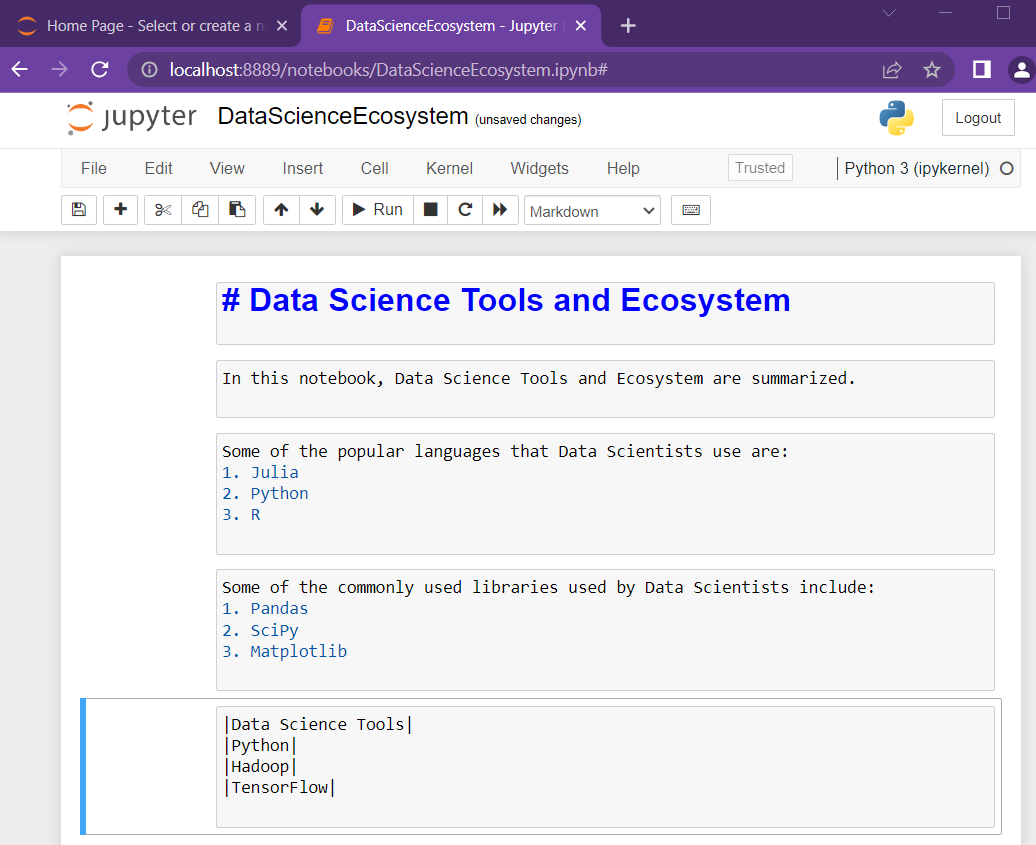 Home Page - Select or create a n
DataScienceEcosystem - Jupyter
localhost:8889/notebooks/DataScienceEcosystem.ipynb#
jupyter DataScienceEcosystem (unsaved changes) Logout
File Edit View Insert Cell Kernel Widgets Help Trusted Python 3 (ipykernel)
Run Markdown
# Data Science Tools and Ecosystem
In this notebook, Data Science Tools and Ecosystem are summarized.
Some of the popular languages that Data Scientists use are:
1. Julia
2. Python
3. R
Some of the commonly used libraries used by Data Scientists include:
1. Pandas
2. SciPy
3. Matplotlib
|Data Science Tools|
|Python|
|Hadoop|
|TensorFlow|